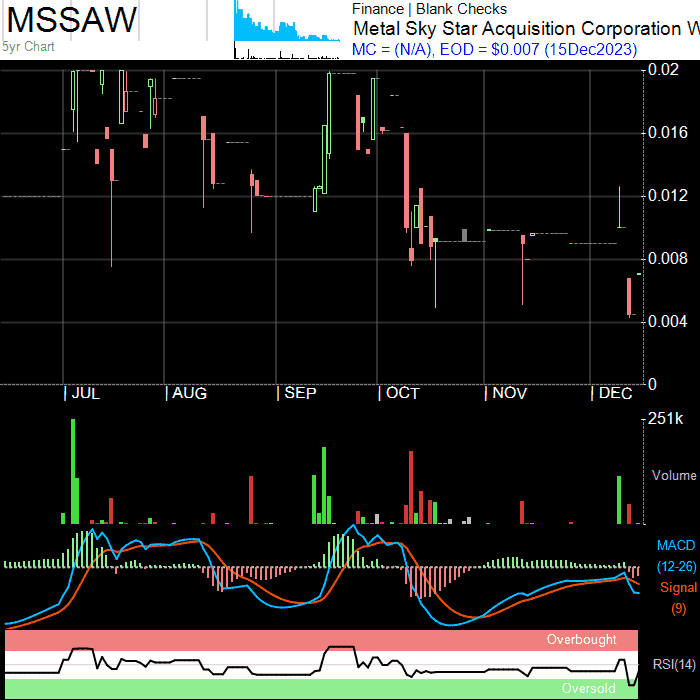 MSSAW
5yr Chart
Finance | Blank Checks
Metal Sky Star Acquisition Corporation W
MC = (N/A), EOD = $0.007 (15Dec2023)
0.02
0.016
0.012
0.008
0.004
0
JUL AUG SEP OCT NOV DEC
251k
Volume
MACD
(12-26)
Signal
(9)
Overbought
RSI(14)
Oversold